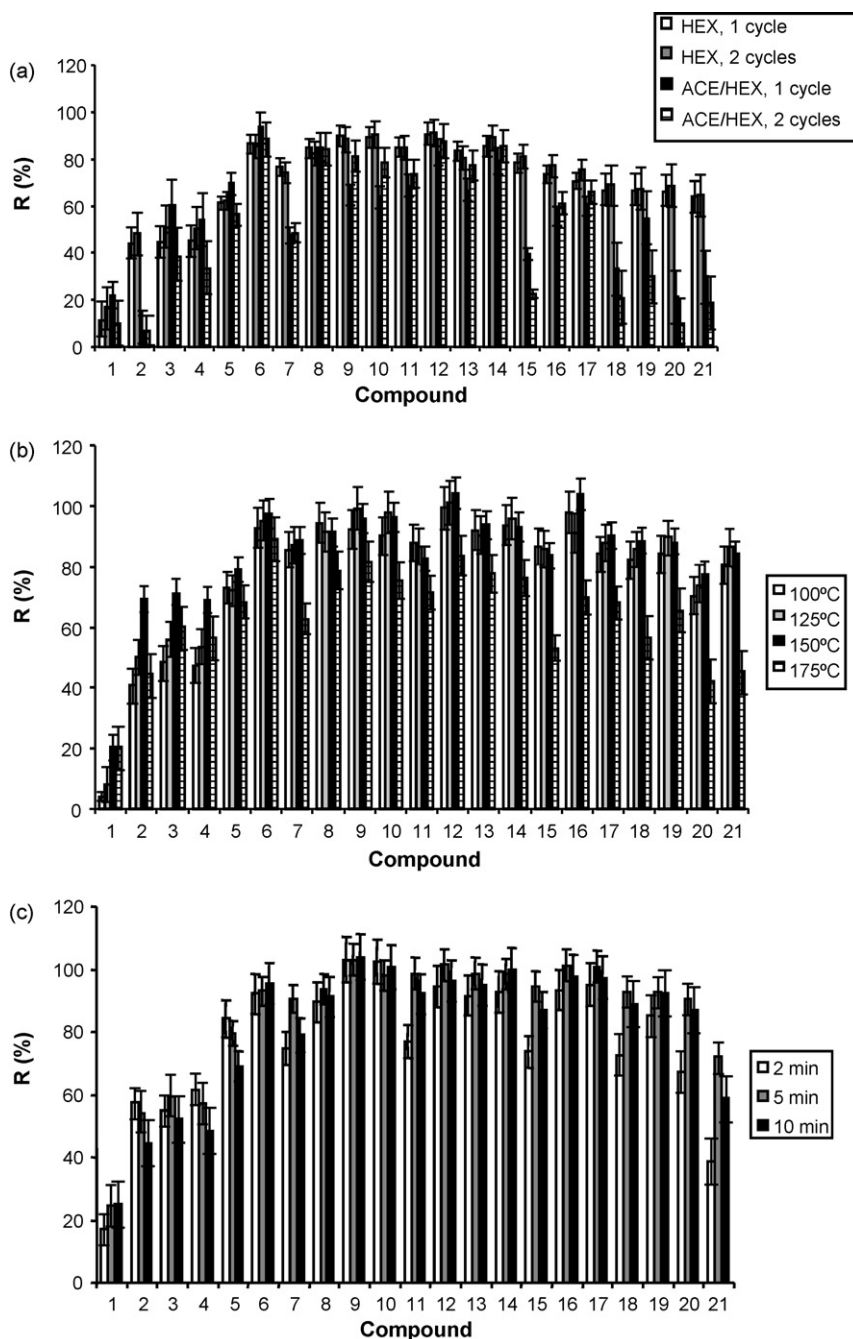 HEX, 1 cycle
HEX, 2 cycles
ACE/HEX, 1 cycle
ACE/HEX, 2 cycles
(a)
120
100
80
60
40
20
0
R (%)
1 2 3 4 5 6 7 8 9 10 11 12 13 14 15 16 17 18 19 20 21
Compound
(b)
120
100
80
60
40
20
0
R (%)
100ºC
125ºC
150ºC
175ºC
1 2 3 4 5 6 7 8 9 10 11 12 13 14 15 16 17 18 19 20 21
Compound
(c)
120
100
80
60
40
20
0
R (%)
2 min
5 min
10 min
1 2 3 4 5 6 7 8 9 10 11 12 13 14 15 16 17 18 19 20 21
Compound